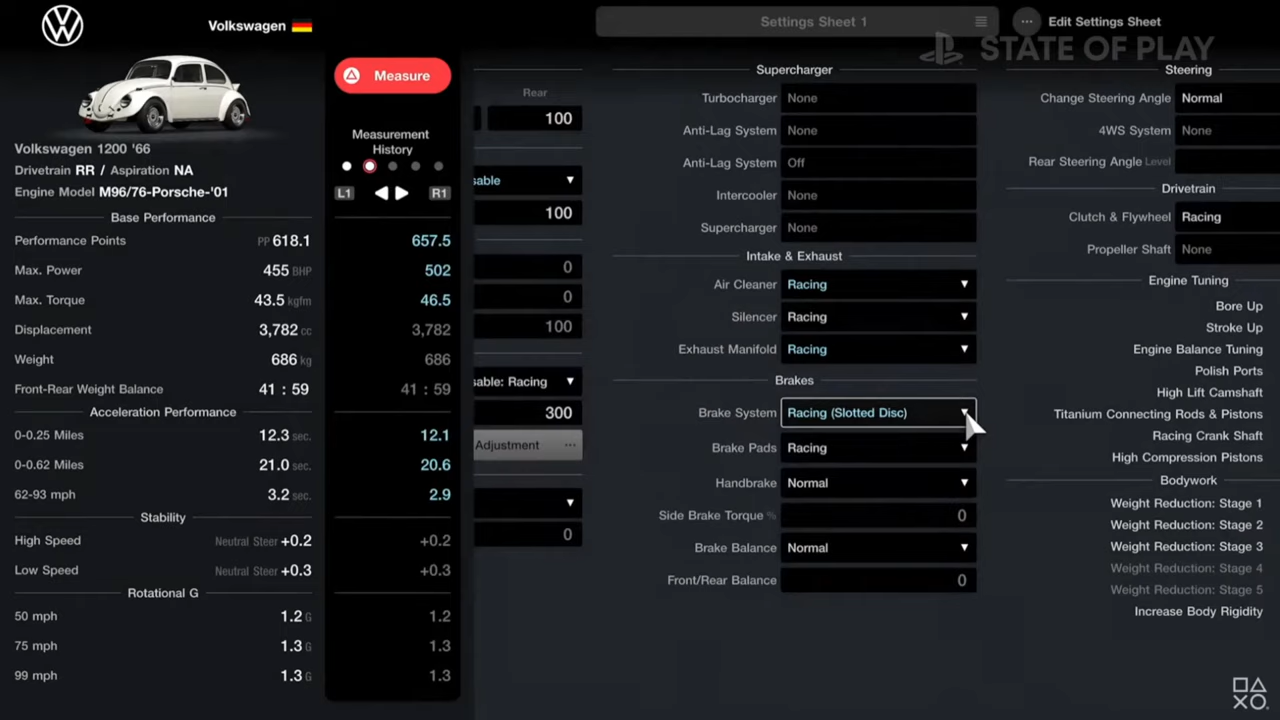 Volkswagen
Settings Sheet 1
Edit Settings Sheet
STATE OF PLAY
Volkswagen 1200 '66
Drivetrain RR / Aspiration NA
Engine Model M96/76-Porsche-'01
Measure
Measurement
History
L1
R1
Base Performance
Performance Points PP 618.1 657.5
Max. Power 455 BHP 502
Max. Torque 43.5 kgfm 46.5
Displacement 3,782 cc 3,782
Weight 686 kg 686
Front-Rear Weight Balance 41 : 59 41 : 59
Acceleration Performance
0-0.25 Miles 12.3 sec. 12.1
0-0.62 Miles 21.0 sec. 20.6
62-93 mph 3.2 sec. 2.9
Stability
High Speed Neutral Steer +0.2 +0.2
Low Speed Neutral Steer +0.3 +0.3
Rotational G
50 mph 1.2 G 1.2
75 mph 1.3 G 1.3
99 mph 1.3 G 1.3
Rear
100
sable
100
0
0
100
sable: Racing
300
Adjustment ...
0
Supercharger
Turbocharger None
Anti-Lag System None
Anti-Lag System Off
Intercooler None
Supercharger None
Intake & Exhaust
Air Cleaner Racing
Silencer Racing
Exhaust Manifold Racing
Brakes
Brake System Racing (Slotted Disc)
Brake Pads Racing
Handbrake Normal
Side Brake Torque % 0
Brake Balance Normal
Front/Rear Balance 0
Steering
Change Steering Angle Normal
4WS System None
Rear Steering Angle Level
Drivetrain
Clutch & Flywheel Racing
Propeller Shaft None
Engine Tuning
Bore Up
Stroke Up
Engine Balance Tuning
Polish Ports
High Lift Camshaft
Titanium Connecting Rods & Pistons
Racing Crank Shaft
High Compression Pistons
Bodywork
Weight Reduction: Stage 1
Weight Reduction: Stage 2
Weight Reduction: Stage 3
Weight Reduction: Stage 4
Weight Reduction: Stage 5
Increase Body Rigidity